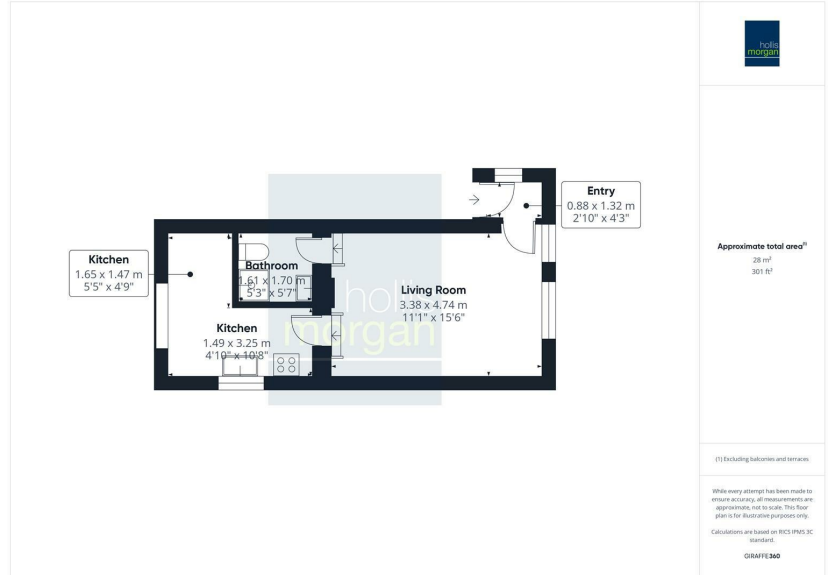 hollis
morgan
Entry
0.88 x 1.32 m
2'10" x 4'3"
Kitchen
1.65 x 1.47 m
5'5" x 4'9"
Bathroom
1.61 x 1.70 m
5'3" x 5'7"
Living Room
3.38 x 4.74 m
11'1" x 15'6"
Kitchen
1.49 x 3.25 m
4'10" x 10'8"
hollis
morgan
Approximate total area(1)
28 m²
301 ft²
(1) Excluding balconies and terraces
While every attempt has been made to
ensure accuracy, all measurements are
approximate, not to scale. This floor
plan is for illustrative purposes only.
Calculations are based on RICS IPMS 3C
standard.
GIRAFFE360